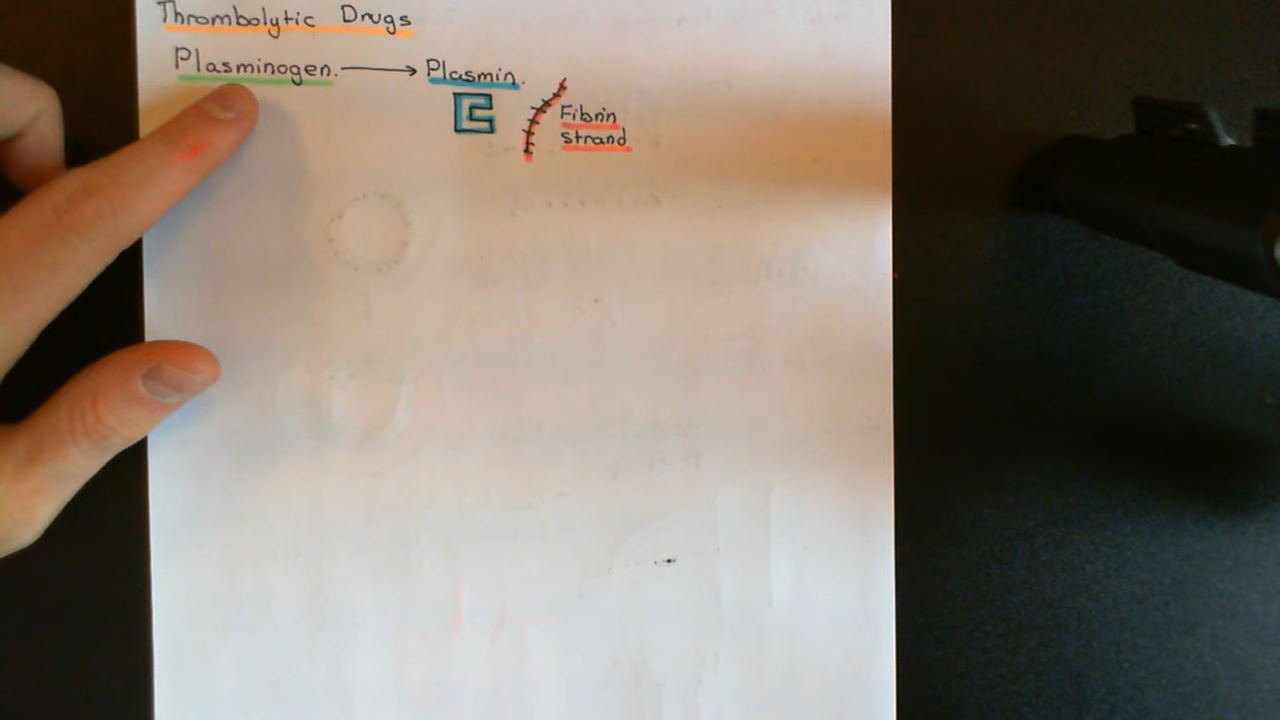 Thrombolytic Drugs
Plasminogen. → Plasmin.
Fibrin
strand